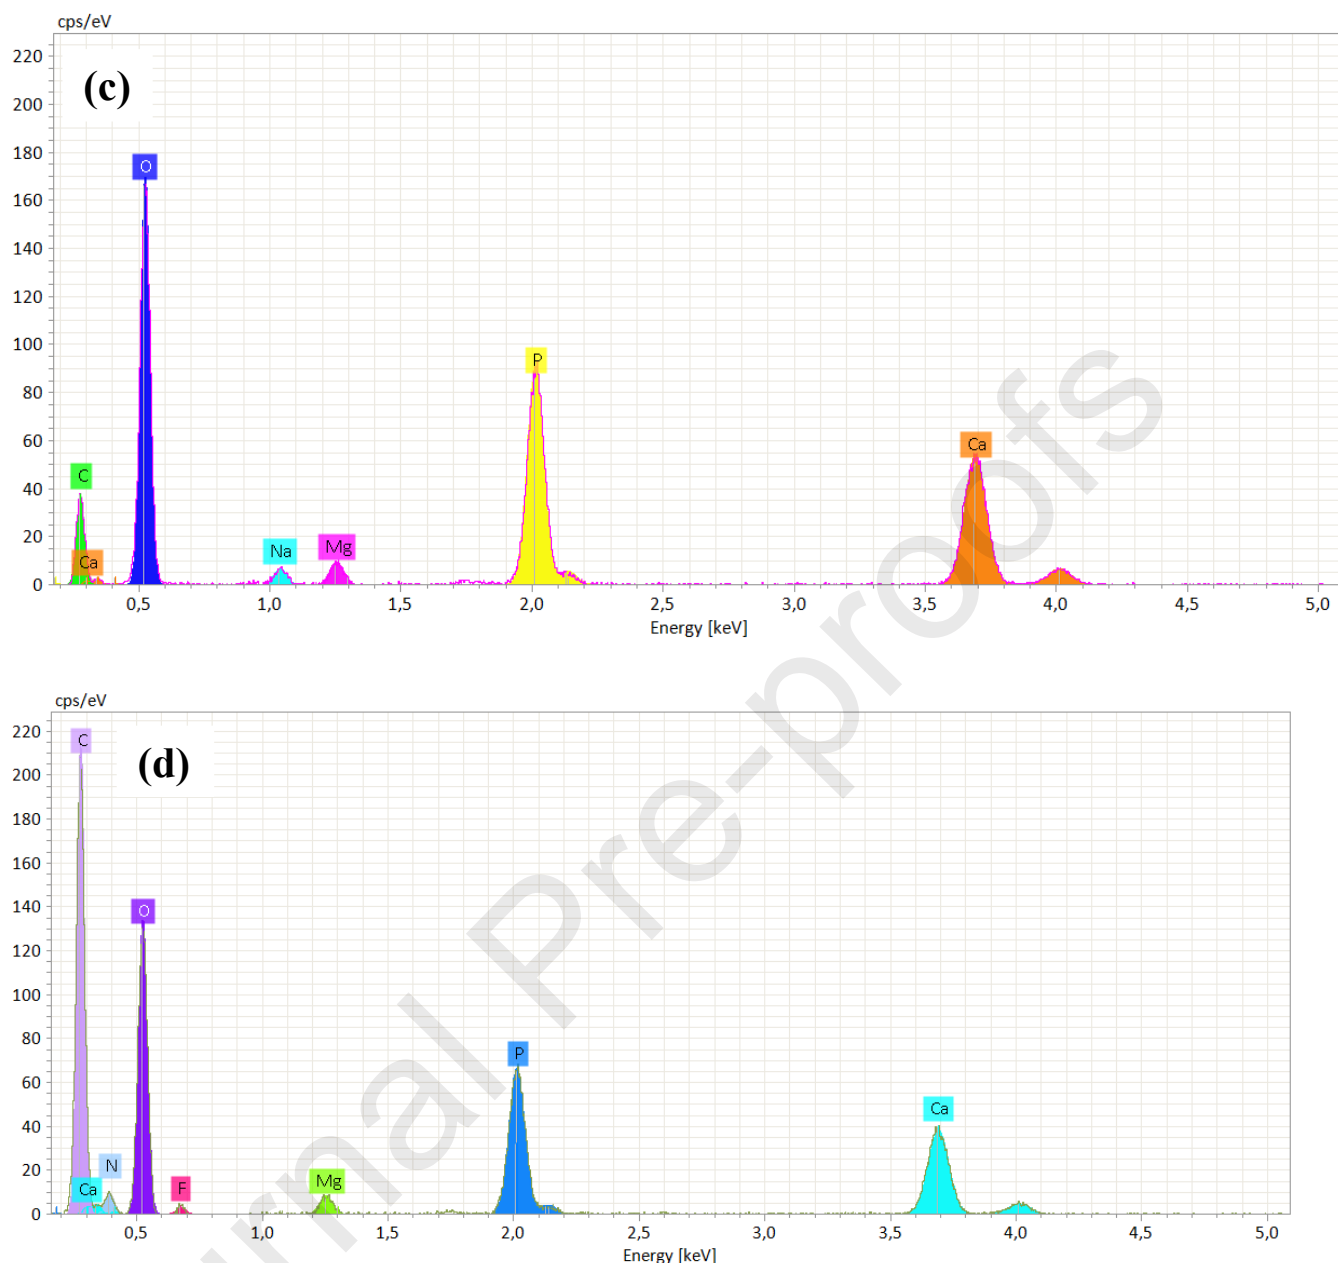 cps/eV
(c)
220
200
180
160
140
120
100
80
60
40
20
0
O
P
Ca
C
Ca
Na
Mg
0,5 1,0 1,5 2,0 2,5 3,0 3,5 4,0 4,5 5,0
Energy [keV]
cps/eV
(d)
220
200
180
160
140
120
100
80
60
40
20
0
C
O
P
Ca
N
Ca
F
Mg
0,5 1,0 1,5 2,0 2,5 3,0 3,5 4,0 4,5 5,0
Energy [keV]
urnal Pre-proofs